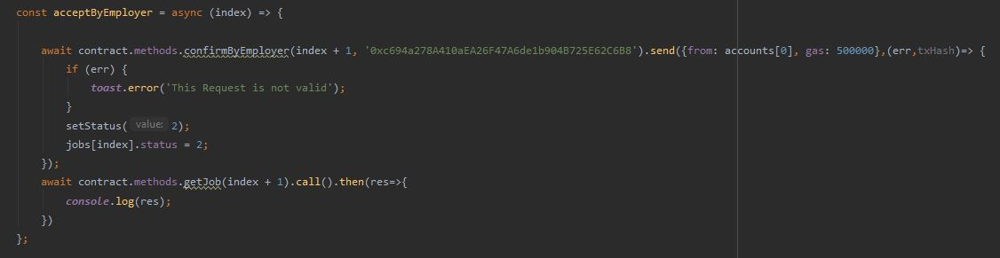 const acceptByEmployer = async (index) => {
await contract.methods.confirmByEmployer(index + 1, '0xc694a278A410aEA26F47A6de1b904B725E62C6B8').send({from: accounts[0], gas: 500000},(err,txHash)=> {
if (err) {
toast.error('This Request is not valid');
}
setStatus( value: 2);
jobs[index].status = 2;
});
await contract.methods.getJob(index + 1).call().then(res=>{
console.log(res);
})
};